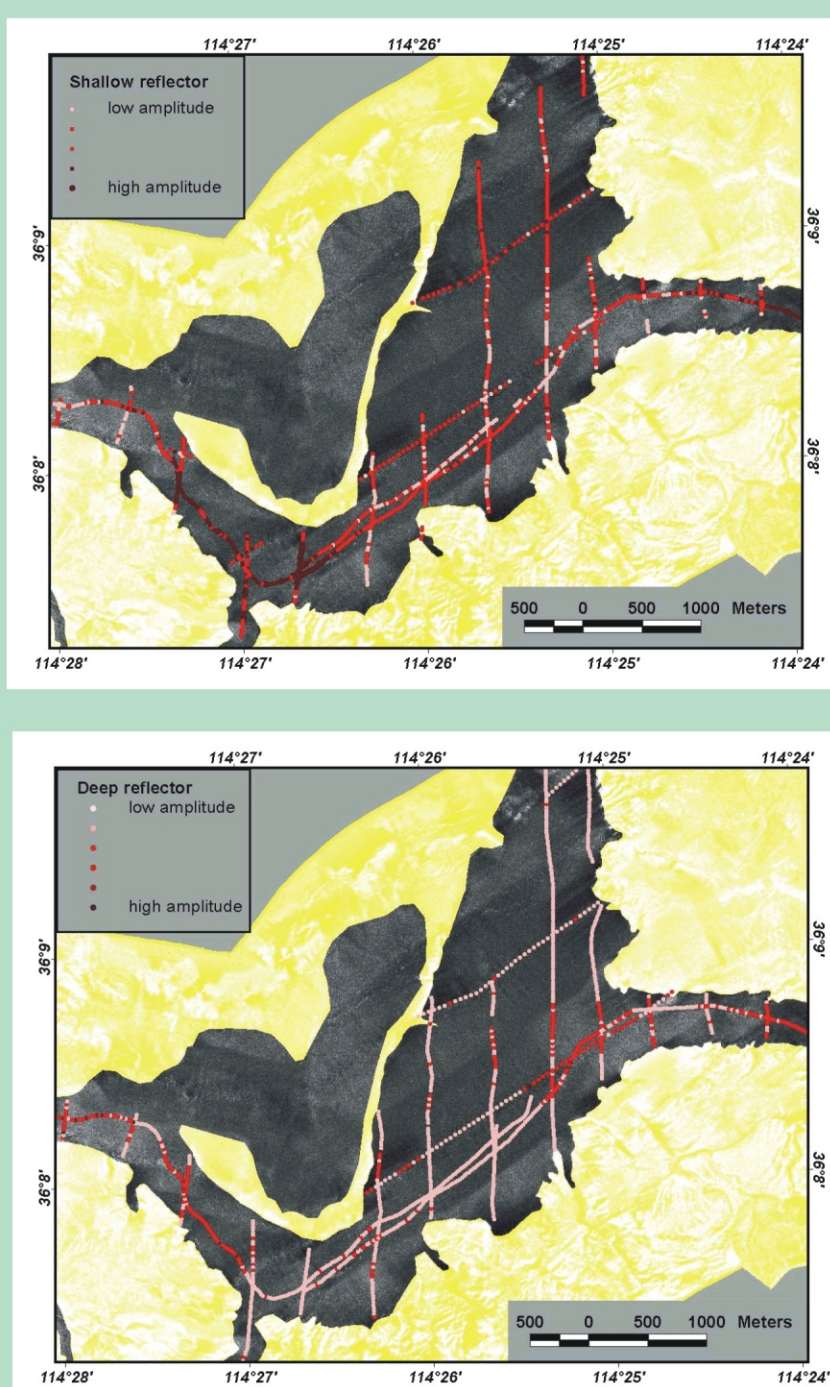 114°27' 114°26' 114°25' 114°24'
Shallow reflector
low amplitude
high amplitude
36°9' 36°9'
36°8' 36°8'
500 0 500 1000 Meters
114°28' 114°27' 114°26' 114°25' 114°24'
114°27' 114°26' 114°25' 114°24'
Deep reflector
low amplitude
high amplitude
36°9' 36°9'
36°8' 36°8'
500 0 500 1000 Meters
114°28' 114°27' 114°26' 114°25' 114°24'